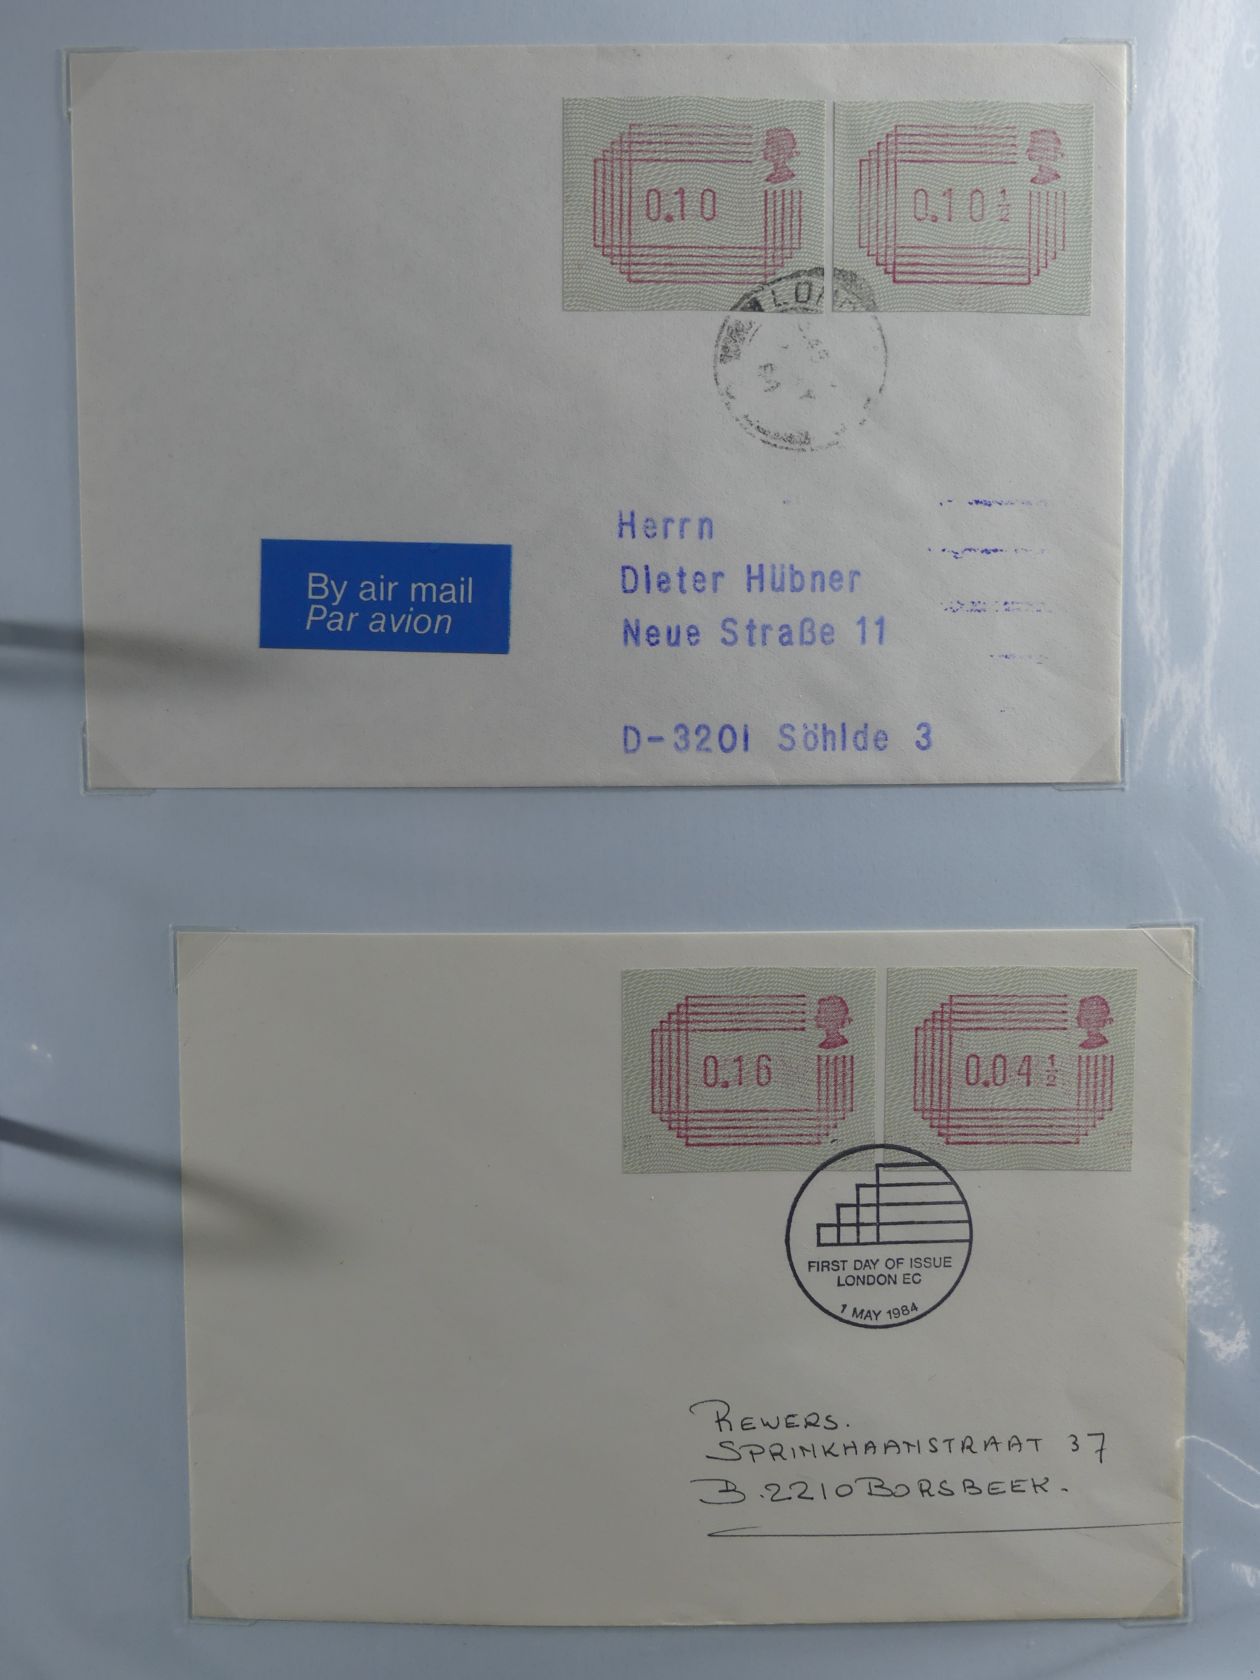 0.10
0.10½
By air mail
Par avion
Herrn
Dieter Hübner
Neue Straße 11
D-3201 Söhlde 3
0.16
0.04½
FIRST DAY OF ISSUE
LONDON EC
1 MAY 1984
REWERS.
SPRINKHAANSTRAAT 37
B.2210 BORSBEEK.